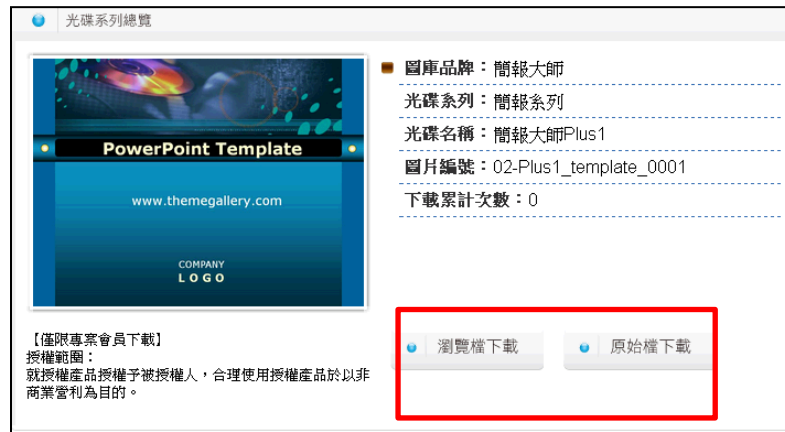 光碟系列總覽
PowerPoint Template
www.themegallery.com
COMPANY
LOGO
圖庫品牌：簡報大師
光碟系列：簡報系列
光碟名稱：簡報大師Plus1
圖片編號：02-Plus1_template_0001
下載累計次數：0
【僅限專案會員下載】
授權範圍：
就授權產品授權予被授權人，合理使用授權產品於以非
商業營利為目的。
瀏覽檔下載
原始檔下載